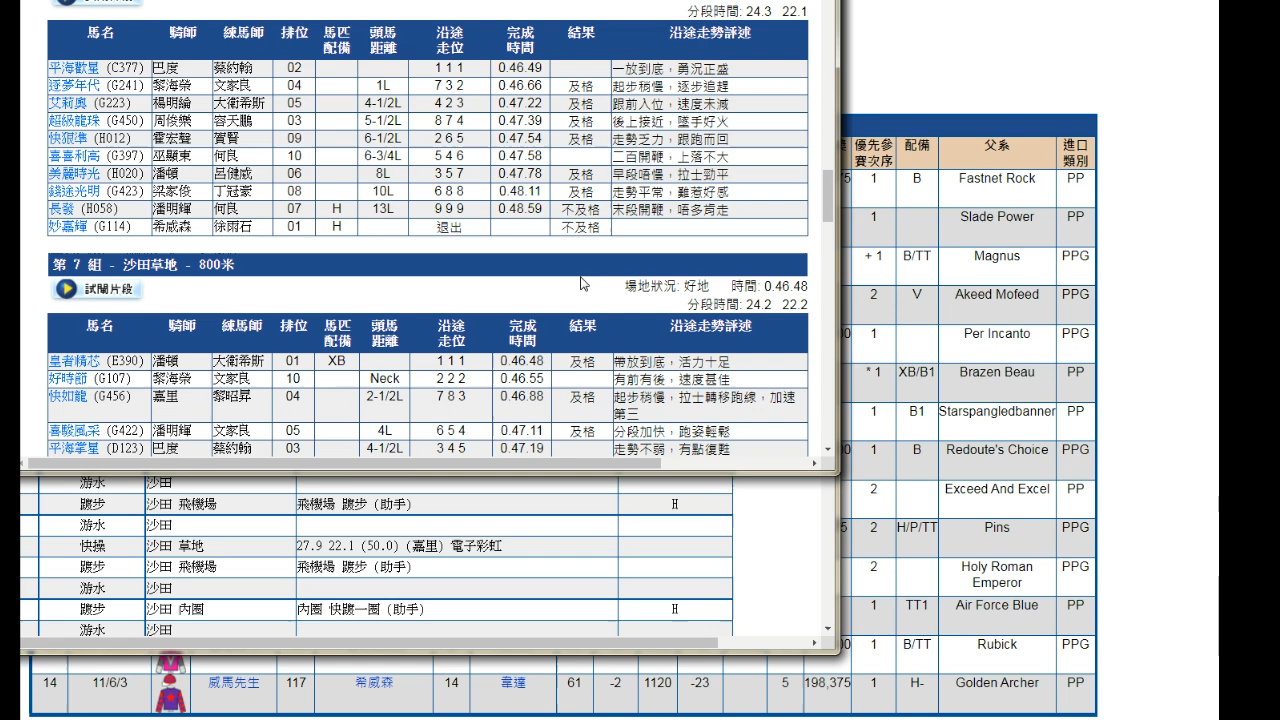 分段時間: 24.3 22.1
馬名 騎師 練馬師 排位 馬匹配備 頭馬距離 沿途走位 完成時間 結果 沿途走勢評述
平海歡星 (C377) 巴度 蔡約翰 02 1 1 1 0.46.49 一放到底，勇況正盛
逐夢年代 (G241) 黎海榮 文家良 04 1L 7 3 2 0.46.66 及格 起步稍慢，逐步追趕
艾莉奧 (G223) 楊明綸 大衛希斯 05 4-1/2L 4 2 3 0.47.22 及格 跟前入位，速度未減
超級龍珠 (G450) 周俊樂 容天鵬 03 5-1/2L 8 7 4 0.47.39 及格 後上接近，墜手好火
快狠準 (H012) 霍宏聲 賀賢 09 6-1/2L 2 6 5 0.47.54 及格 走勢乏力，跟跑而回
喜喜利高 (G397) 巫顯東 何良 10 6-3/4L 5 4 6 0.47.58 二百開鞭，上落不大
美麗時光 (H020) 潘頓 呂健威 06 8L 3 5 7 0.47.78 及格 早段唔慢，拉士勁平
錢途光明 (G423) 梁家俊 丁冠豪 08 10L 6 8 8 0.48.11 及格 走勢平常，難惹好感
長發 (H058) 潘明輝 何良 07 H 13L 9 9 9 0.48.59 不及格 末段開鞭，唔多肯走
妙嘉輝 (G114) 希威森 徐雨石 01 H 退出 不及格
第 7 組 - 沙田草地 - 800米
試閘片段 場地狀況: 好地 時間: 0.46.48
分段時間: 24.2 22.2
馬名 騎師 練馬師 排位 馬匹配備 頭馬距離 沿途走位 完成時間 結果 沿途走勢評述
皇者精芯 (E390) 潘頓 大衛希斯 01 XB 1 1 1 0.46.48 及格 帶放到底，活力十足
好時節 (G107) 黎海榮 文家良 10 Neck 2 2 2 0.46.55 有前有後，速度甚佳
快如龍 (G456) 嘉里 黎昭昇 04 2-1/2L 7 8 3 0.46.88 及格 起步稍慢，拉士轉移跑線，加速
第三
喜駿風采 (G422) 潘明輝 文家良 05 4L 6 5 4 0.47.11 及格 分段加快，跑姿輕鬆
平海掌星 (D123) 巴度 蔡約翰 03 4-1/2L 3 4 5 0.47.19 走勢不弱，有點復甦
游水 沙田
踱步 沙田 飛機場 飛機場 踱步 (助手) H
游水 沙田
快操 沙田 草地 27.9 22.1 (50.0) (嘉里) 電子彩虹
踱步 沙田 飛機場 飛機場 踱步 (助手)
游水 沙田
踱步 沙田 內圈 內圈 快踱一圈 (助手) H
游水 沙田
優先參賽次序 配備 父系 進口類別
1 B Fastnet Rock PP
1 Slade Power PP
+ 1 B/TT Magnus PPG
2 V Akeed Mofeed PPG
1 Per Incanto PPG
* 1 XB/B1 Brazen Beau PPG
1 B1 Starspangledbanner PP
1 B Redoute's Choice PPG
2 Exceed And Excel PP
2 H/P/TT Pins PPG
2 Holy Roman Emperor PPG
1 TT1 Air Force Blue PP
1 B/TT Rubick PPG
14 11/6/3 威馬先生 117 希威森 14 韋達 61 -2 1120 -23 5 198,375 1 H- Golden Archer PP